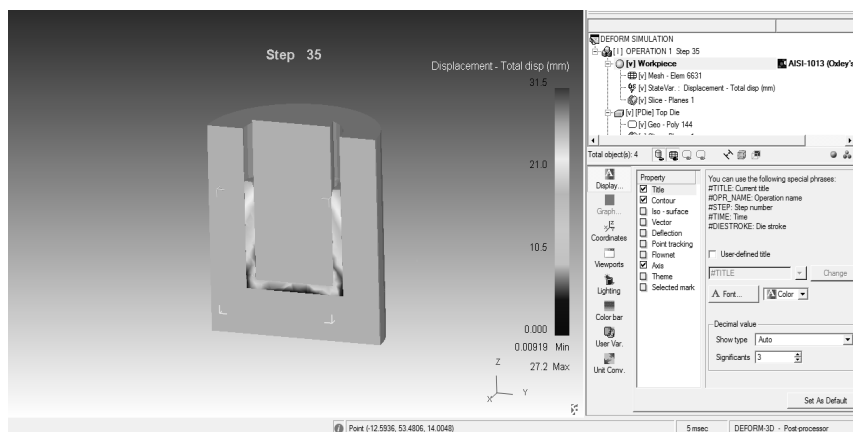 Step 35
Displacement - Total disp (mm)
31.5
21.0
10.5
0.000
0.00919 Min
27.2 Max
Z
X
Y
DEFORM SIMULATION
[1] OPERATION 1 Step 35
[v] Workpiece
AISI-1013 (Oxley's
[v] Mesh - Elem 6631
[v] StateVar. : Displacement - Total disp (mm)
[v] Slice - Planes 1
[v] [PDie] Top Die
[v] Geo - Poly 144
Total object(s): 4
Display...
Graph...
Coordinates
Viewports
Lighting
Color bar
User Var.
Unit Conv.
Property
Title
Contour
Iso - surface
Vector
Deflection
Point tracking
Flownet
Axis
Theme
Selected mark
You can use the following special phrases:
#TITLE: Current title
#OPR_NAME: Operation name
#STEP: Step number
#TIME: Time
#DIESTROKE: Die stroke
User-defined title
#TITLE
Change
A Font...
A Color
Decimal value
Show type Auto
Significants 3
Set As Default
Point (-12.5936, 53.4806, 14.0048)
5 msec
DEFORM-3D - Post-processor